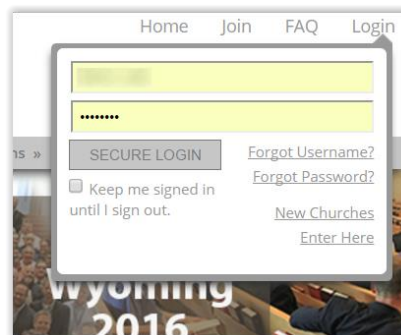 Home Join FAQ Login
ns »
••••••••
SECURE LOGIN
Forgot Username?
Forgot Password?
Keep me signed in
until I sign out.
New Churches
Enter Here
Wyoming
2016